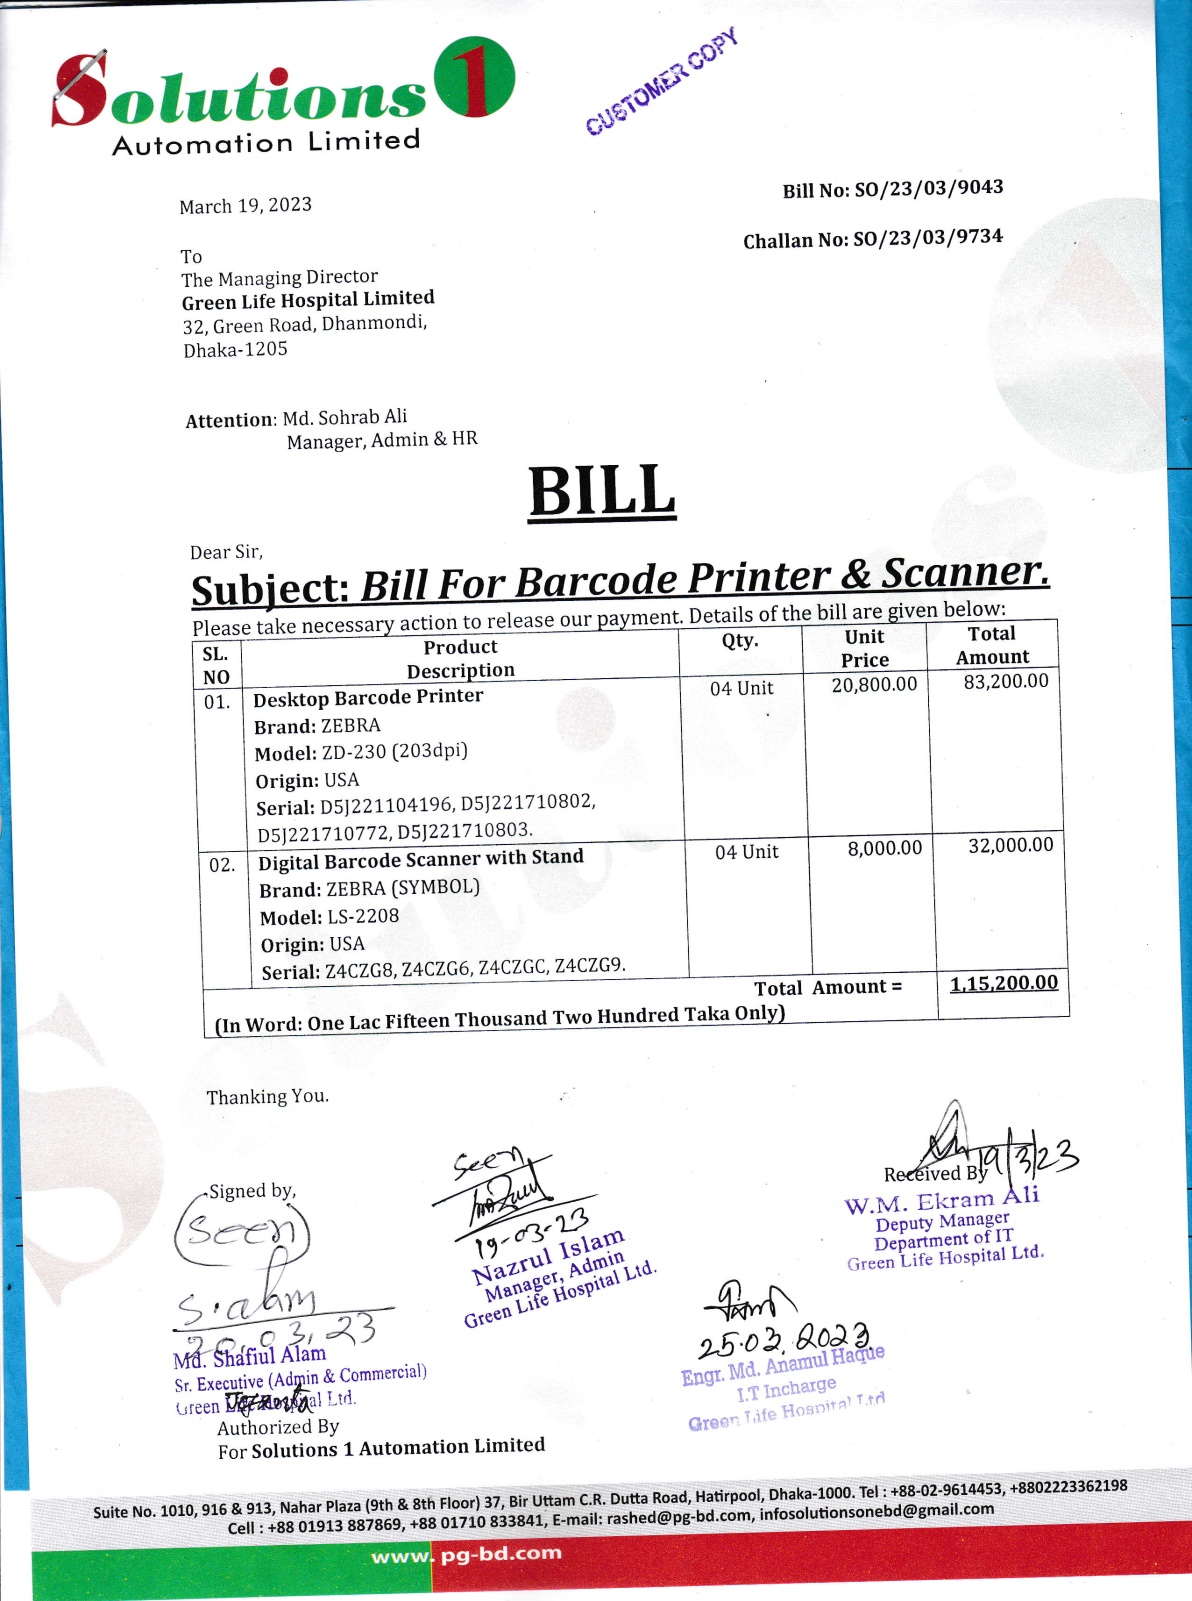 Solutions 1
Automation Limited
CUSTOMER COPY
March 19, 2023
Bill No: SO/23/03/9043
Challan No: SO/23/03/9734
To
The Managing Director
Green Life Hospital Limited
32, Green Road, Dhanmondi,
Dhaka-1205
Attention: Md. Sohrab Ali
Manager, Admin & HR
BILL
Dear Sir,
Subject: Bill For Barcode Printer & Scanner.
Please take necessary action to release our payment. Details of the bill are given below:
SL. NO Product Description Qty. Unit Price Total Amount
01. Desktop Barcode Printer 04 Unit 20,800.00 83,200.00
Brand: ZEBRA
Model: ZD-230 (203dpi)
Origin: USA
Serial: D5J221104196, D5J221710802,
D5J221710772, D5J221710803.
02. Digital Barcode Scanner with Stand 04 Unit 8,000.00 32,000.00
Brand: ZEBRA (SYMBOL)
Model: LS-2208
Origin: USA
Serial: Z4CZG8, Z4CZG6, Z4CZGC, Z4CZG9.
Total Amount = 1,15,200.00
(In Word: One Lac Fifteen Thousand Two Hundred Taka Only)
Thanking You.
Signed by,
(Seen)
S.alam
20.03.23
Md. Shafiul Alam
Sr. Executive (Admin & Commercial)
Green Life Hospital Ltd.
Authorized By
For Solutions 1 Automation Limited
Seen
19-03-23
Nazrul Islam
Manager, Admin
Green Life Hospital Ltd.
19/3/23
Received By
W.M. Ekram Ali
Deputy Manager
Department of IT
Green Life Hospital Ltd.
25.03.2023
Engr. Md. Anamul Haque
I.T Incharge
Green Life Hospital Ltd
Suite No. 1010, 916 & 913, Nahar Plaza (9th & 8th Floor) 37, Bir Uttam C.R. Dutta Road, Hatirpool, Dhaka-1000. Tel : +88-02-9614453, +8802223362198
Cell : +88 01913 887869, +88 01710 833841, E-mail: rashed@pg-bd.com, infosolutionsonebd@gmail.com
www. pg-bd.com